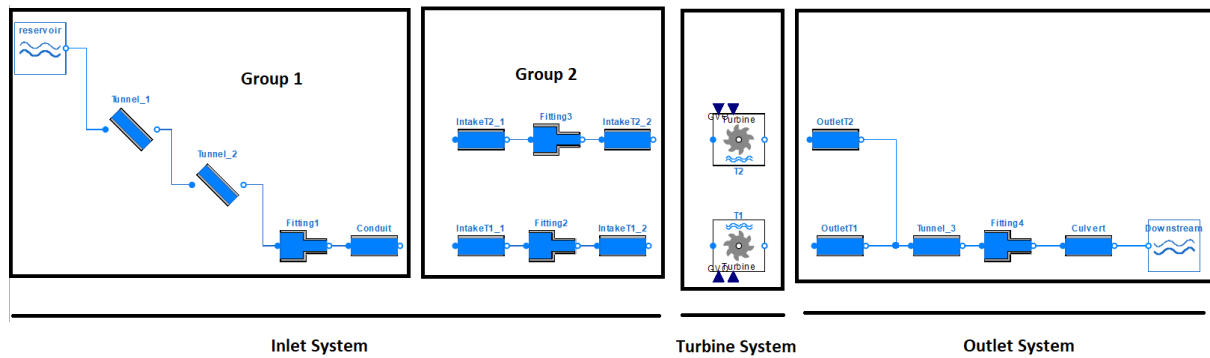 reservoir
Group 1
Tunnel_1
Tunnel_2
Fitting1
Conduit
Group 2
IntakeT2_1
Fitting3
IntakeT2_2
IntakeT1_1
Fitting2
IntakeT1_2
Turbine
T2
T1
Turbine
OutletT2
OutletT1
Tunnel_3
Fitting4
Culvert
Downstream
Inlet System
Turbine System
Outlet System